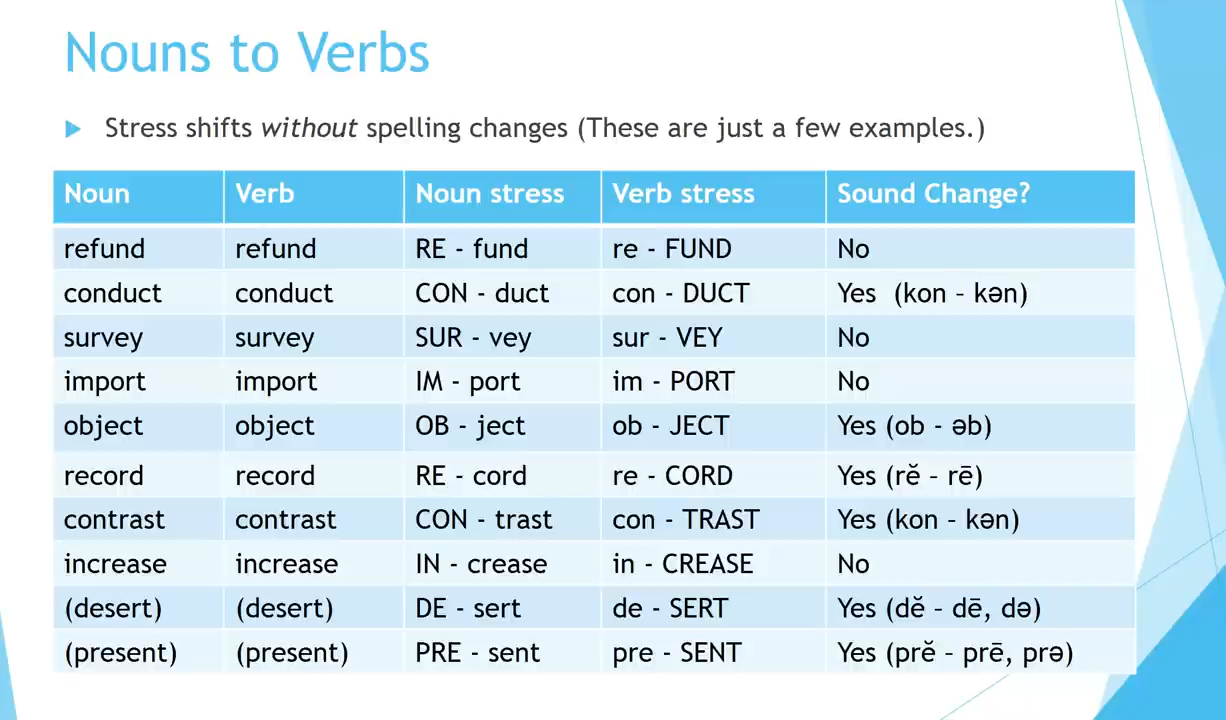 Nouns to Verbs
Stress shifts without spelling changes (These are just a few examples.)
Noun Verb Noun stress Verb stress Sound Change?
refund refund RE - fund re - FUND No
conduct conduct CON - duct con - DUCT Yes (kon – kən)
survey survey SUR - vey sur - VEY No
import import IM - port im - PORT No
object object OB - ject ob - JECT Yes (ob - əb)
record record RE - cord re - CORD Yes (rĕ – rē)
contrast contrast CON - trast con - TRAST Yes (kon – kən)
increase increase IN - crease in - CREASE No
(desert) (desert) DE - sert de - SERT Yes (dĕ – dē, də)
(present) (present) PRE - sent pre - SENT Yes (prĕ – prē, prə)